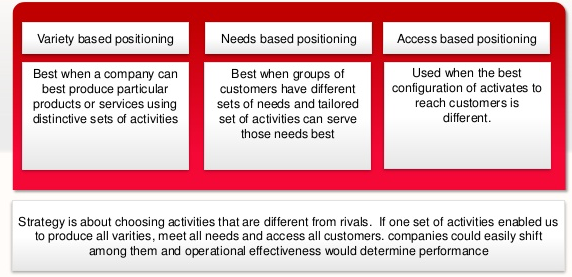 Variety based positioning
Best when a company can
best produce particular
products or services using
distinctive sets of activities
Needs based positioning
Best when groups of
customers have different
sets of needs and tailored
set of activities can serve
those needs best
Access based positioning
Used when the best
configuration of activates to
reach customers is
different.
Strategy is about choosing activities that are different from rivals.  If one set of activities enabled us
to produce all varities, meet all needs and access all customers. companies could easily shift
among them and operational effectiveness would determine performance